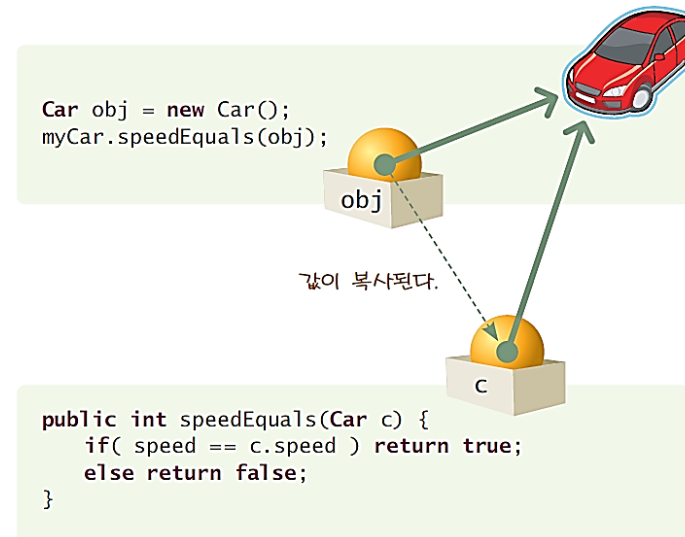 Car obj = new Car();
myCar.speedEquals(obj);
obj
값이 복사된다.
c
public int speedEquals(Car c) {
if( speed == c.speed ) return true;
else return false;
}